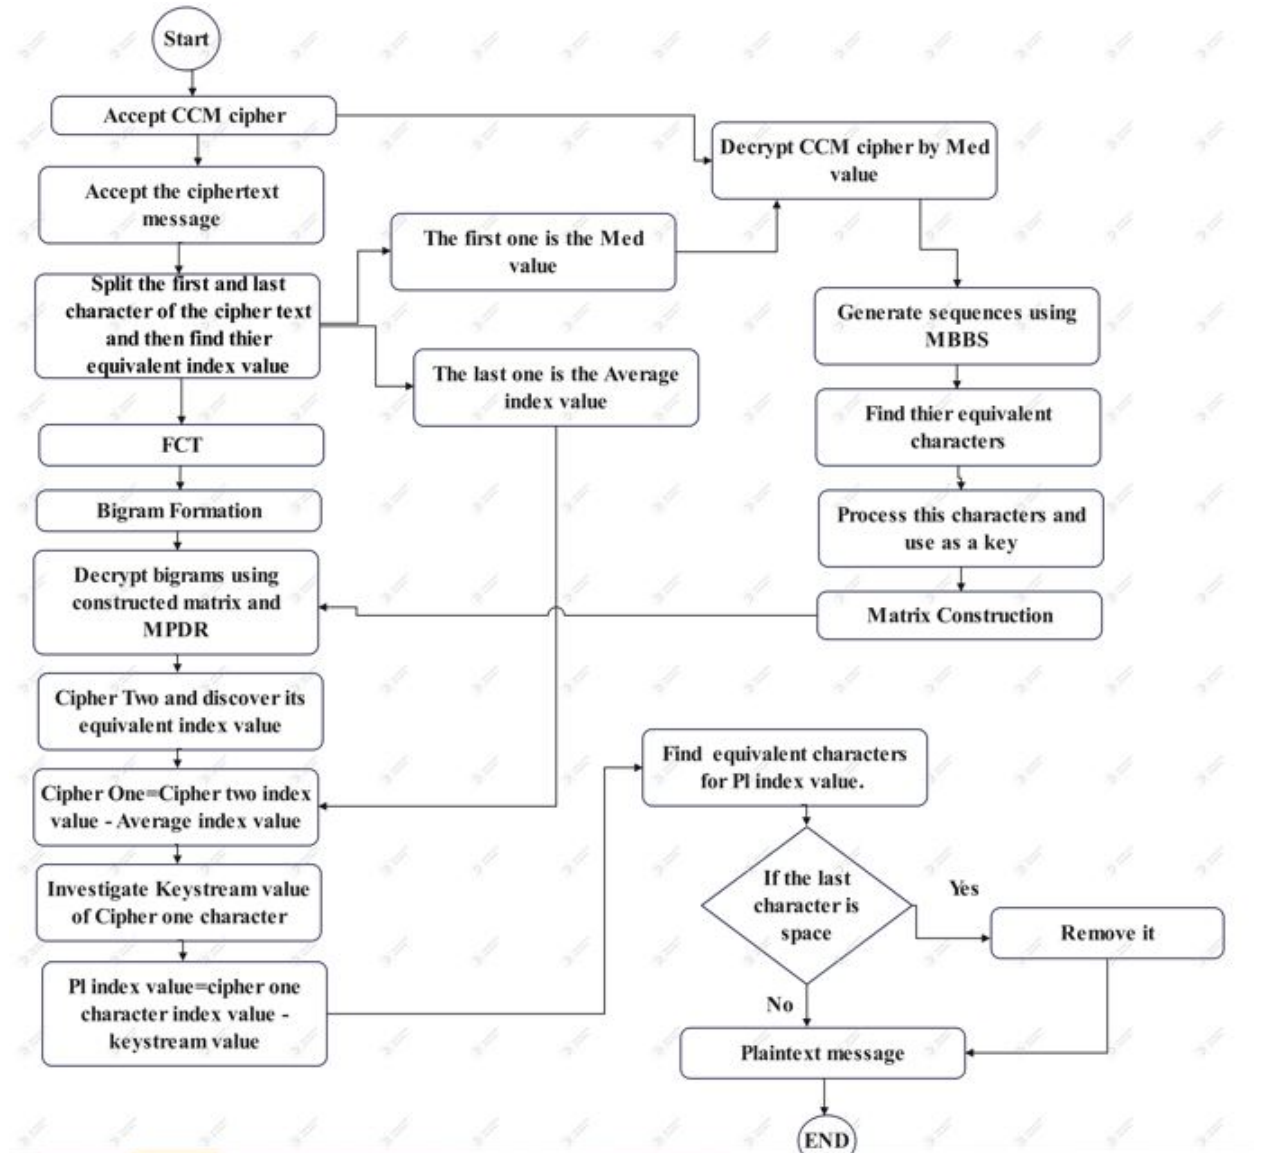 Start
Accept CCM cipher
Accept the ciphertext
message
Split the first and last
character of the cipher text
and then find thier
equivalent index value
FCT
Bigram Formation
Decrypt bigrams using
constructed matrix and
MPDR
Cipher Two and discover its
equivalent index value
Cipher One=Cipher two index
value - Average index value
Investigate Keystream value
of Cipher one character
Pl index value=cipher one
character index value -
keystream value
The first one is the Med
value
The last one is the Average
index value
Decrypt CCM cipher by Med
value
Generate sequences using
MBBS
Find thier equivalent
characters
Process this characters and
use as a key
Matrix Construction
Find equivalent characters
for Pl index value.
If the last
character is
space
Yes
Remove it
No
Plaintext message
END